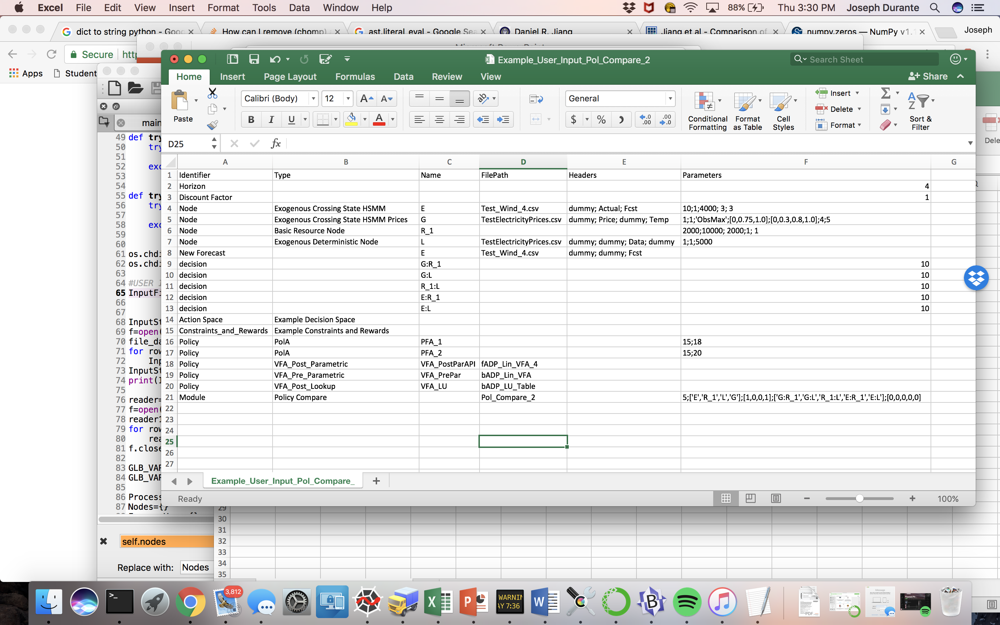 Excel File Edit View Insert Format Tools Data Window Help 88% Thu 3:30 PM Joseph Durante
dict to string python - Goo How can I remove (chomp) ast.literal_eval - Google Sea Daniel R. Jiang Jiang et al - Comparison of numpy.zeros — NumPy v1.1 Joseph
Secure
Apps Student
Example_User_Input_Pol_Compare_2
Search Sheet
Home Insert Page Layout Formulas Data Review View Share
Paste
Calibri (Body) 12
General
Conditional Formatting
Format as Table
Cell Styles
Insert
Delete
Format
Sort & Filter
Dele
D25 fx
A B C D E F G
1 Identifier Type Name FilePath Headers Parameters
2 Horizon 4
3 Discount Factor 1
4 Node Exogenous Crossing State HSMM E Test_Wind_4.csv dummy; Actual; Fcst 10;1;4000; 3; 3
5 Node Exogenous Crossing State HSMM Prices G TestElectricityPrices.csv dummy; Price; dummy; Temp 1;1;'ObsMax';[0,0.75,1.0];[0,0.3,0.8,1.0];4;5
6 Node Basic Resource Node R_1 2000;10000; 2000;1; 1
7 Node Exogenous Deterministic Node L TestElectricityPrices.csv dummy; dummy; Data; dummy 1;1;5000
8 New Forecast E Test_Wind_4.csv dummy; dummy; Fcst
9 decision G:R_1 10
10 decision G:L 10
11 decision R_1:L 10
12 decision E:R_1 10
13 decision E:L 10
14 Action Space Example Decision Space
15 Constraints_and_Rewards Example Constraints and Rewards
16 Policy PolA PFA_1 15;18
17 Policy PolA PFA_2 15;20
18 Policy VFA_Post_Parametric VFA_PostParAPI fADP_Lin_VFA_4
19 Policy VFA_Pre_Parametric VFA_PrePar bADP_Lin_VFA
20 Policy VFA_Post_Lookup VFA_LU bADP_LU_Table
21 Module Policy Compare Pol_Compare_2 5;['E','R_1','L','G'];[1,0,0,1];['G:R_1','G:L','R_1:L','E:R_1','E:L'];[0,0,0,0,0]
22
23
24
25
26
27
Example_User_Input_Pol_Compare_
Ready 100%
main
49 def try
50 try
51
52 exc
53
54
55 def try
56 try
57
58 exc
59
60
61 os.chdi
62 os.chdi
63
64 #USER I
65 InputFi
66
67
68 InputSt
69 f=open(
70 file_da
71 for row
72 Inp
73 InputSt
74 print(I
75
76 reader=
77 f=open(
78 reader1
79 for row
80 rea
81 f.close
82
83 GLB_VAR
84 GLB_VAR
85
86 Process
87 Nodes={}
29
30
31
32
33
34
35
self.nodes
Replace with: Nodes
3,812
WARNIN
AY 7:36
PDF